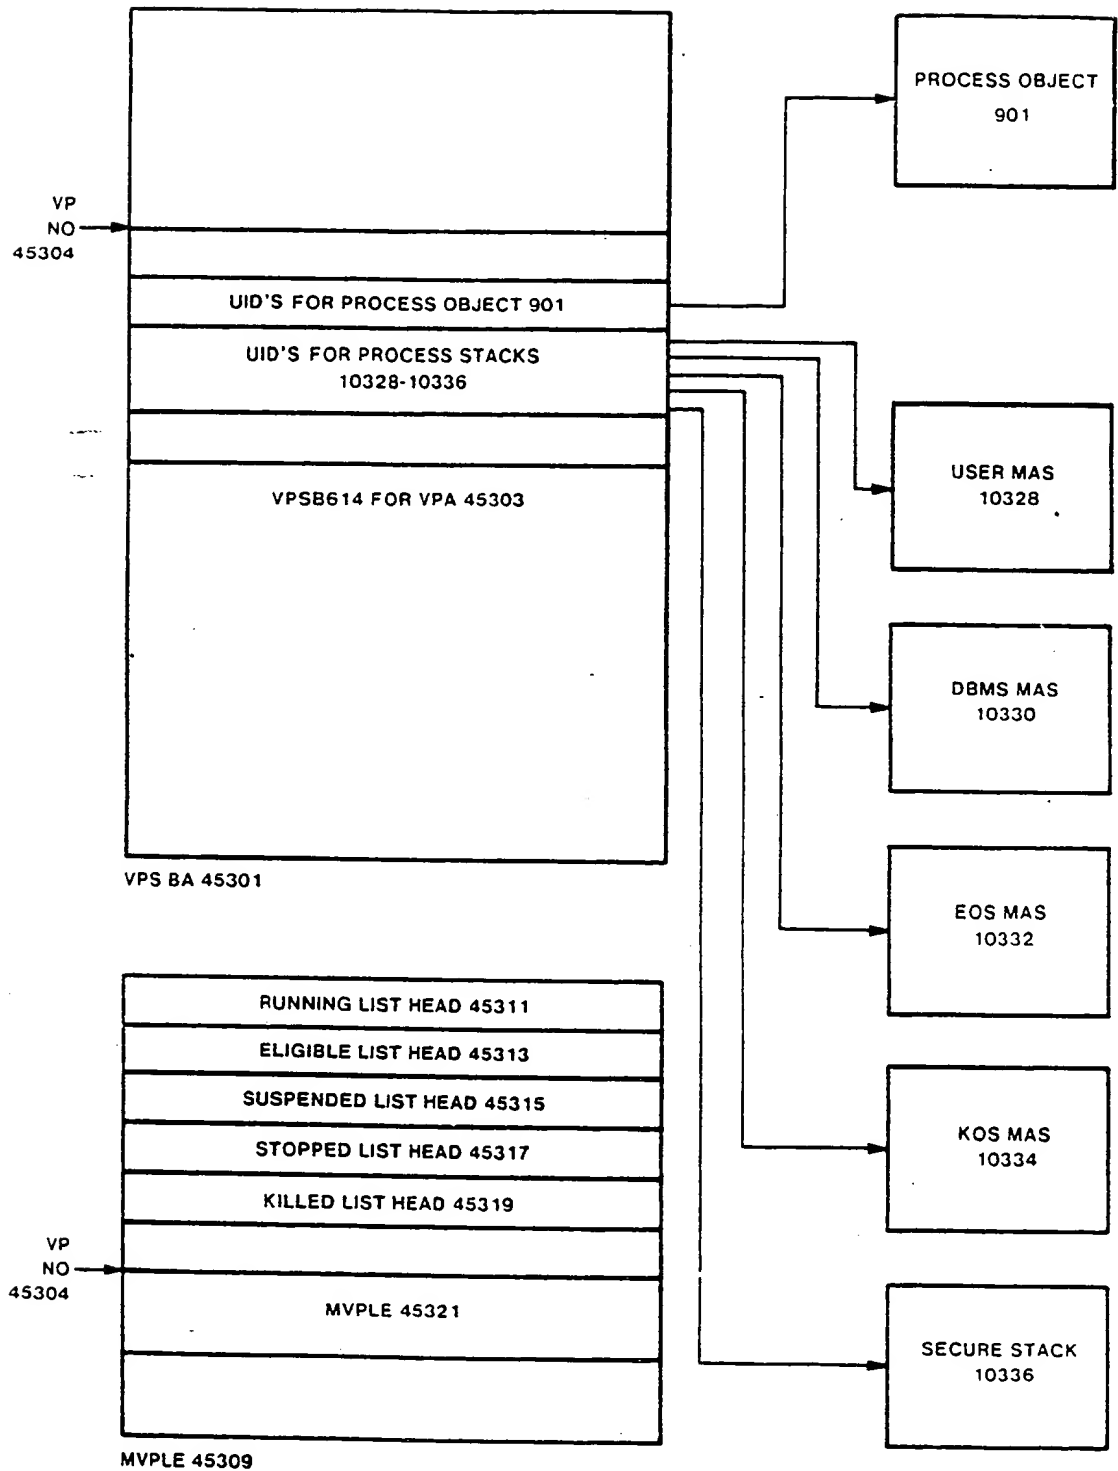 PROCESS OBJECT
901
VP
NO
45304
UID'S FOR PROCESS OBJECT 901
UID'S FOR PROCESS STACKS
10328-10336
VPSB614 FOR VPA 45303
VPS BA 45301
USER MAS
10328
DBMS MAS
10330
EOS MAS
10332
KOS MAS
10334
SECURE STACK
10336
RUNNING LIST HEAD 45311
ELIGIBLE LIST HEAD 45313
SUSPENDED LIST HEAD 45315
STOPPED LIST HEAD 45317
KILLED LIST HEAD 45319
VP
NO
45304
MVPLE 45321
MVPLE 45309